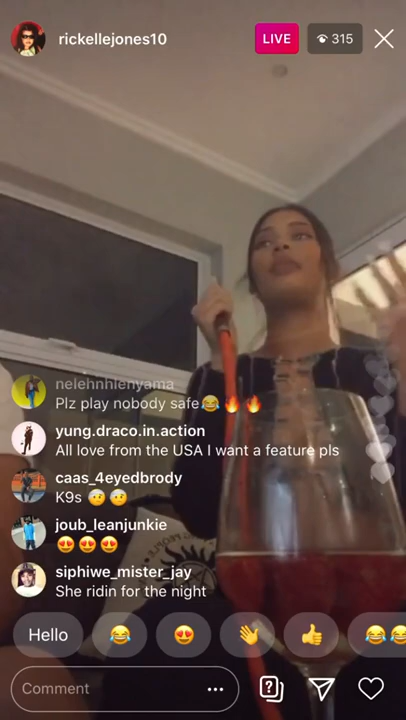 rickellejones10
LIVE
315
nelehnhlenyama
Plz play nobody safe😂🔥🔥
yung.draco.in.action
All love from the USA I want a feature pls
caas_4eyedbrody
K9s 🤕🤕
joub_leanjunkie
😍😍😍
siphiwe_mister_jay
She ridin for the night
Hello 😂 😍 👋 👍 😂😂
Comment